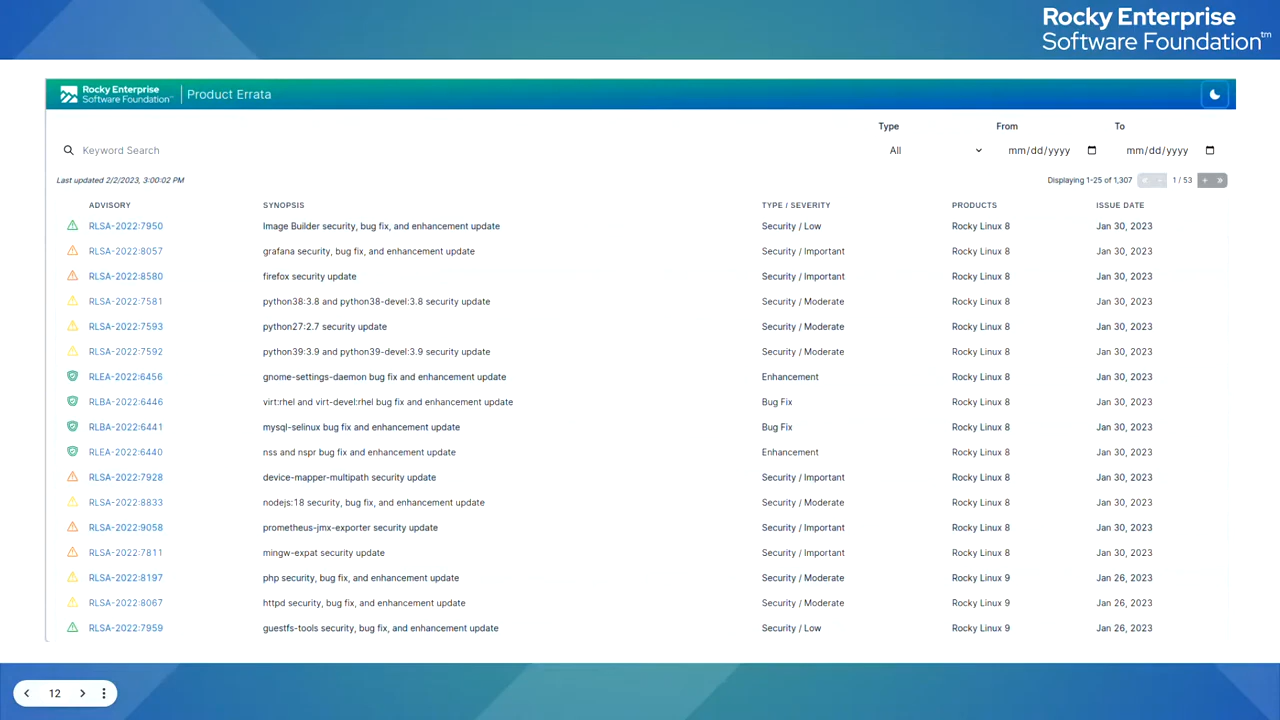 Rocky Enterprise
Software Foundation™
Rocky Enterprise
Software Foundation™
Product Errata
Type From To
Keyword Search All mm/dd/yyyy mm/dd/yyyy
Last updated 2/2/2023, 3:00:02 PM Displaying 1-25 of 1,307 « - 1 / 53 + »
ADVISORY SYNOPSIS TYPE / SEVERITY PRODUCTS ISSUE DATE
RLSA-2022:7950 Image Builder security, bug fix, and enhancement update Security / Low Rocky Linux 8 Jan 30, 2023
RLSA-2022:8057 grafana security, bug fix, and enhancement update Security / Important Rocky Linux 8 Jan 30, 2023
RLSA-2022:8580 firefox security update Security / Important Rocky Linux 8 Jan 30, 2023
RLSA-2022:7581 python38:3.8 and python38-devel:3.8 security update Security / Moderate Rocky Linux 8 Jan 30, 2023
RLSA-2022:7593 python27:2.7 security update Security / Moderate Rocky Linux 8 Jan 30, 2023
RLSA-2022:7592 python39:3.9 and python39-devel:3.9 security update Security / Moderate Rocky Linux 8 Jan 30, 2023
RLEA-2022:6456 gnome-settings-daemon bug fix and enhancement update Enhancement Rocky Linux 8 Jan 30, 2023
RLBA-2022:6446 virt:rhel and virt-devel:rhel bug fix and enhancement update Bug Fix Rocky Linux 8 Jan 30, 2023
RLBA-2022:6441 mysql-selinux bug fix and enhancement update Bug Fix Rocky Linux 8 Jan 30, 2023
RLEA-2022:6440 nss and nspr bug fix and enhancement update Enhancement Rocky Linux 8 Jan 30, 2023
RLSA-2022:7928 device-mapper-multipath security update Security / Important Rocky Linux 8 Jan 30, 2023
RLSA-2022:8833 nodejs:18 security, bug fix, and enhancement update Security / Moderate Rocky Linux 8 Jan 30, 2023
RLSA-2022:9058 prometheus-jmx-exporter security update Security / Important Rocky Linux 8 Jan 30, 2023
RLSA-2022:7811 mingw-expat security update Security / Important Rocky Linux 8 Jan 30, 2023
RLSA-2022:8197 php security, bug fix, and enhancement update Security / Moderate Rocky Linux 9 Jan 26, 2023
RLSA-2022:8067 httpd security, bug fix, and enhancement update Security / Moderate Rocky Linux 9 Jan 26, 2023
RLSA-2022:7959 guestfs-tools security, bug fix, and enhancement update Security / Low Rocky Linux 9 Jan 26, 2023
12